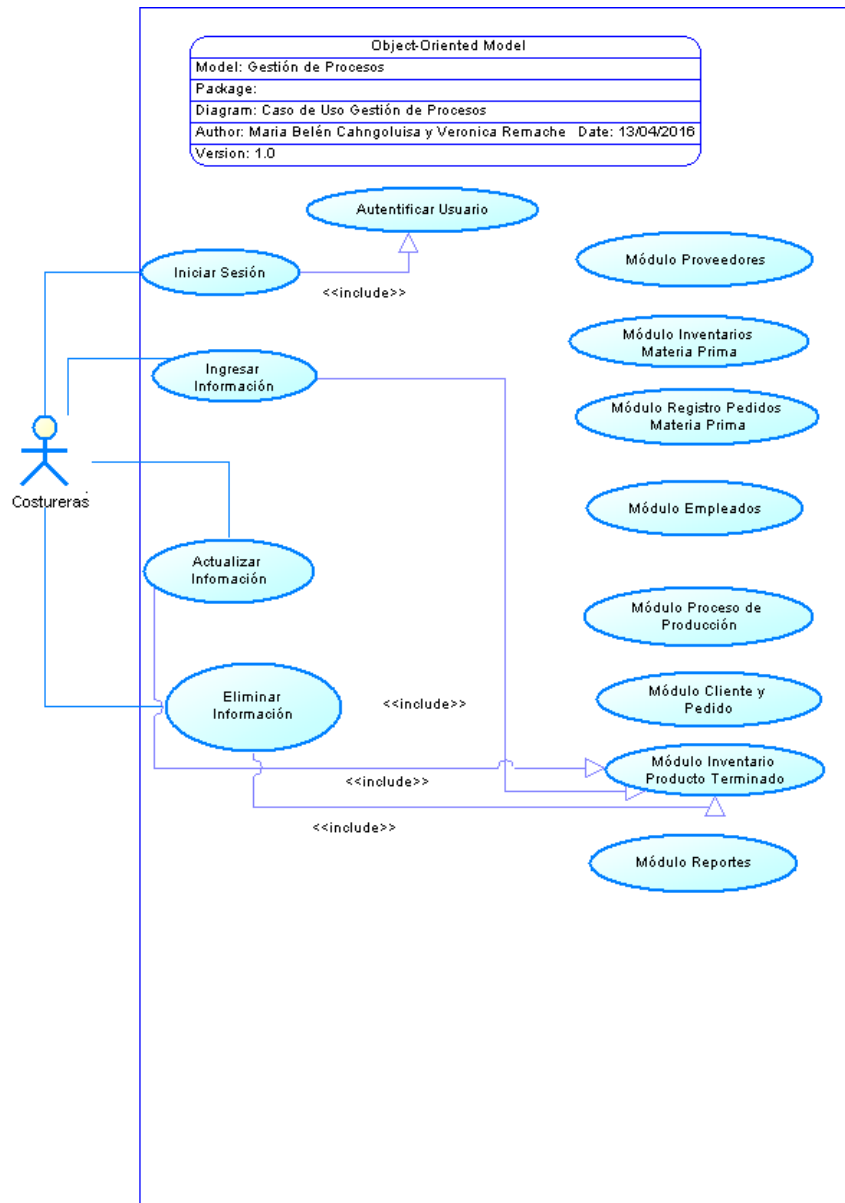 Object-Oriented Model
Model: Gestión de Procesos
Package:
Diagram: Caso de Uso Gestión de Procesos
Author: Maria Belén Cahngoluisa y Veronica Remache Date: 13/04/2016
Version: 1.0
Autentificar Usuario
Iniciar Sesión
<<include>>
Módulo Proveedores
Módulo Inventarios
Materia Prima
Ingresar
Información
Módulo Registro Pedidos
Materia Prima
Costureras
Módulo Empleados
Actualizar
Infomación
Módulo Proceso de
Producción
Eliminar
Información
<<include>>
Módulo Cliente y
Pedido
Módulo Inventario
Producto Terminado
<<include>>
<<include>>
Módulo Reportes